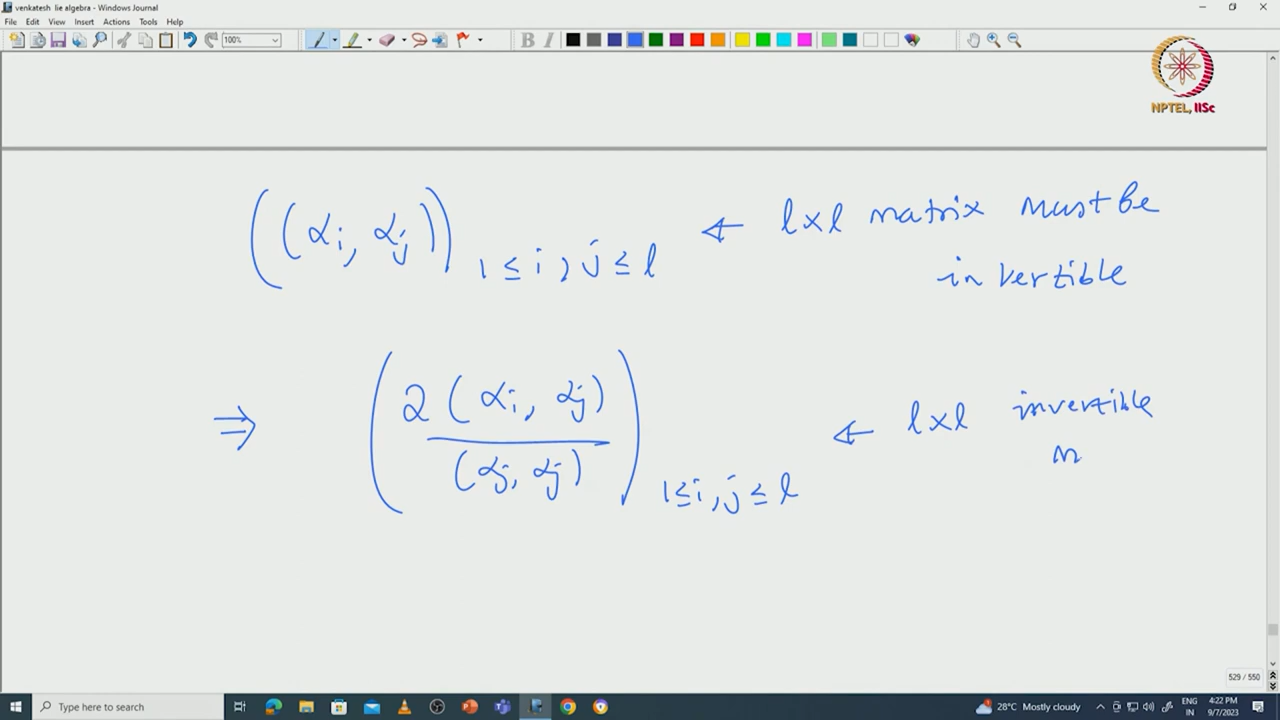 venkatesh lie algebra - Windows Journal
File Edit View Insert Actions Tools Help
100%
NPTEL, IISc
((αi, αj)) 1 ≤ i, j ≤ l ← l×l matrix must be
invertible
⇒ (2(αi, αj) / (αj, αj)) 1≤i, j ≤ l ← l×l invertible
m
529 / 550
Type here to search
28°C Mostly cloudy
ENG
IN
4:22 PM
9/7/2023